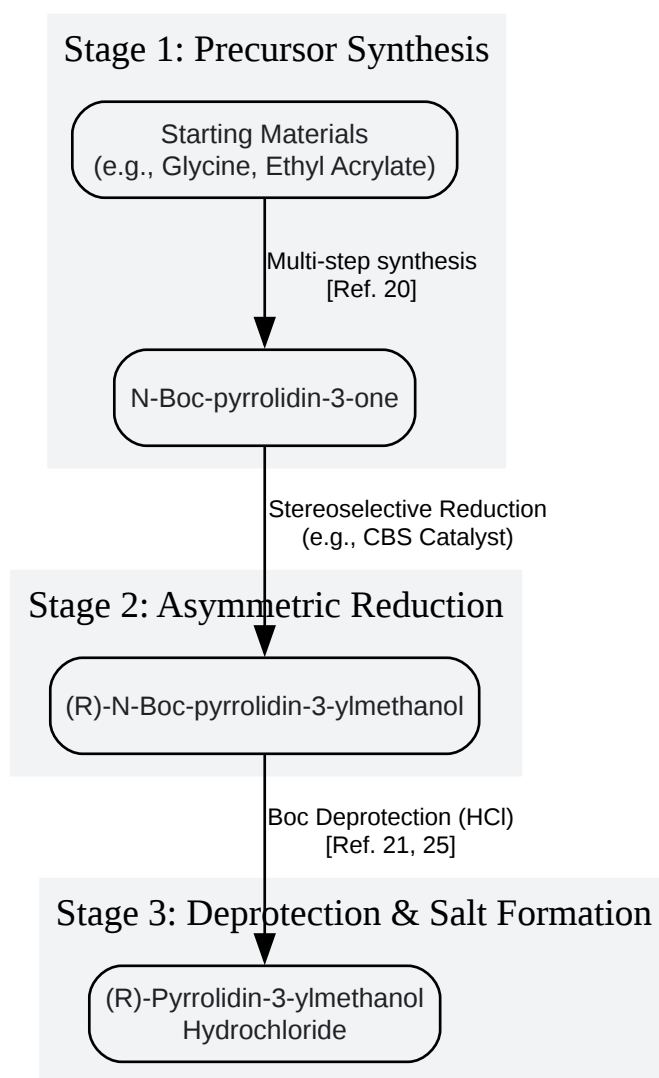 Stage 1: Precursor Synthesis
Starting Materials
(e.g., Glycine, Ethyl Acrylate)
Multi-step synthesis
[Ref. 20]
N-Boc-pyrrolidin-3-one
Stereoselective Reduction
(e.g., CBS Catalyst)
Stage 2: Asymmetric Reduction
(R)-N-Boc-pyrrolidin-3-ylmethanol
Boc Deprotection (HCl)
[Ref. 21, 25]
Stage 3: Deprotection & Salt Formation
(R)-Pyrrolidin-3-ylmethanol
Hydrochloride